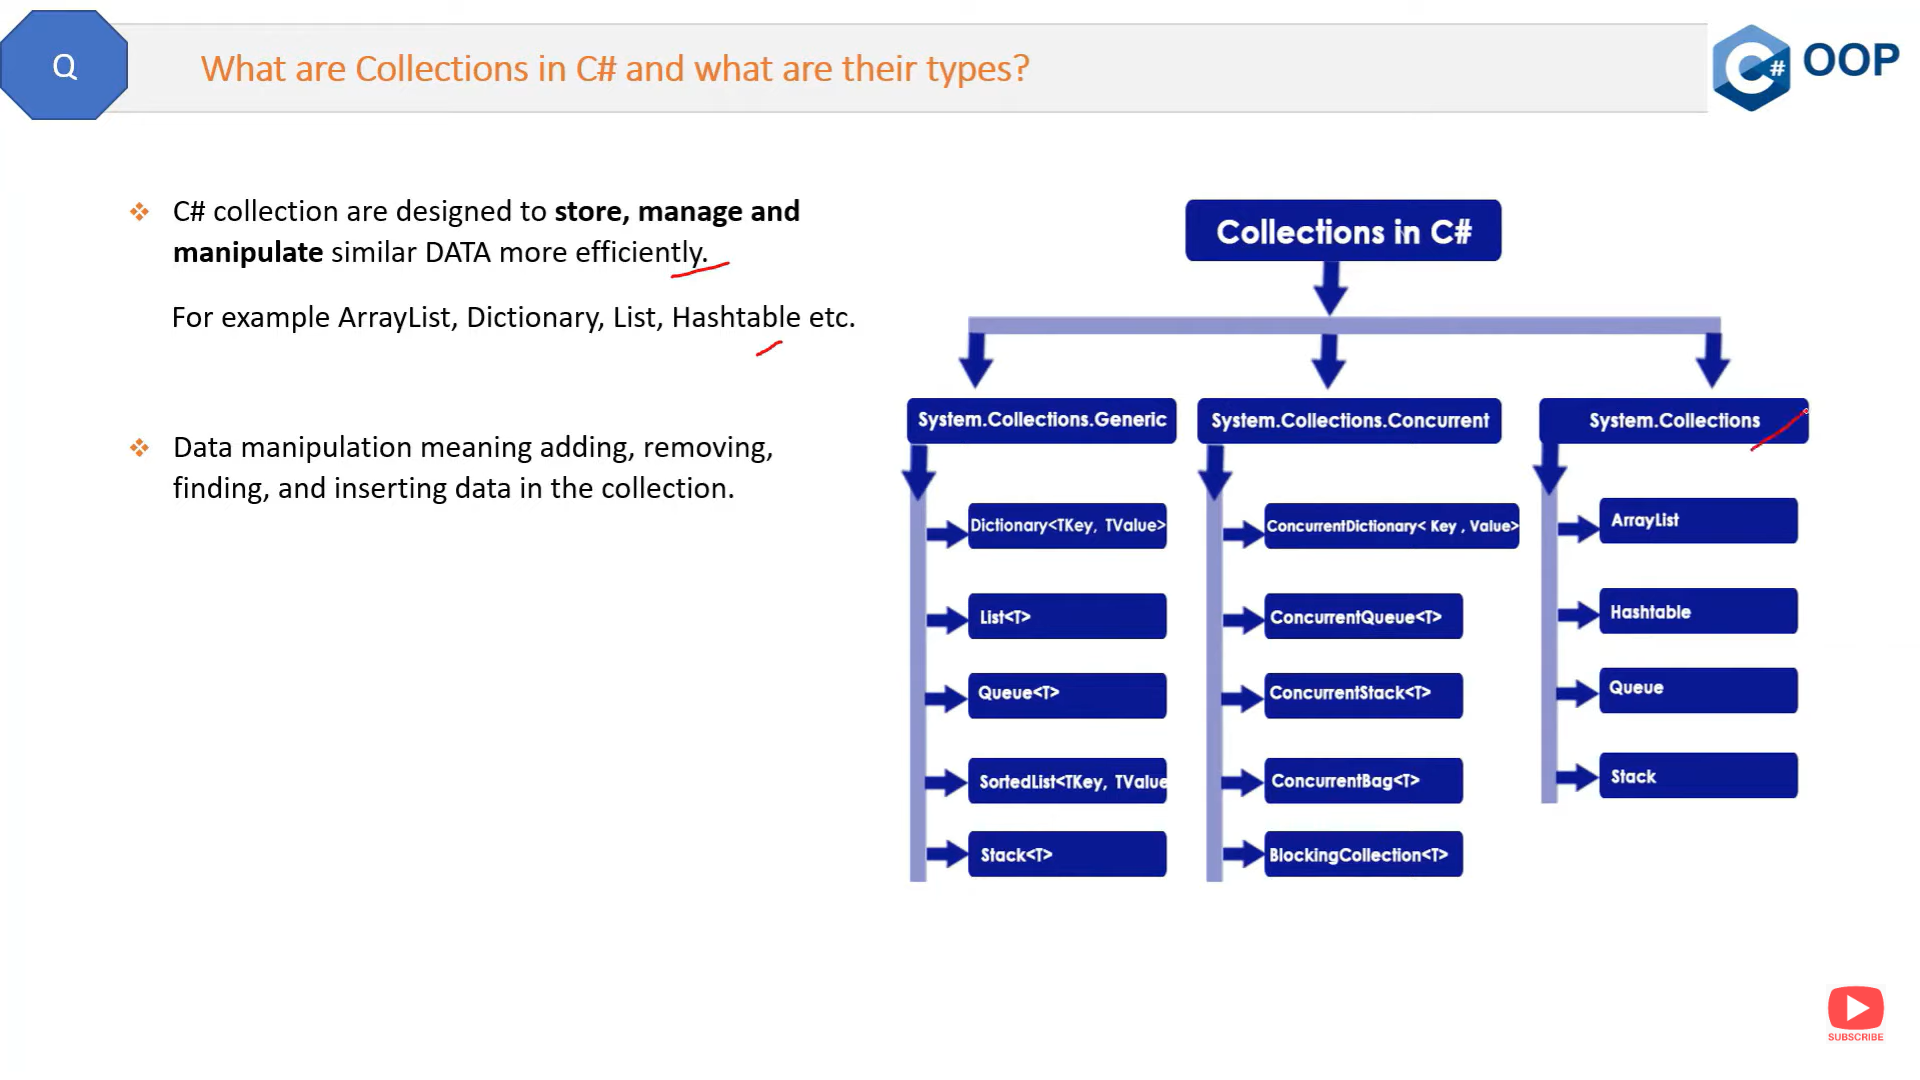 Q
What are Collections in C# and what are their types?
C# OOP
C# collection are designed to store, manage and
manipulate similar DATA more efficiently.
For example ArrayList, Dictionary, List, Hashtable etc.
Data manipulation meaning adding, removing,
finding, and inserting data in the collection.
Collections in C#
System.Collections.Generic
Dictionary<TKey, TValue>
List<T>
Queue<T>
SortedList<TKey, TValue
Stack<T>
System.Collections.Concurrent
ConcurrentDictionary< Key , Value>
ConcurrentQueue<T>
ConcurrentStack<T>
ConcurrentBag<T>
BlockingCollection<T>
System.Collections
ArrayList
Hashtable
Queue
Stack
SUBSCRIBE